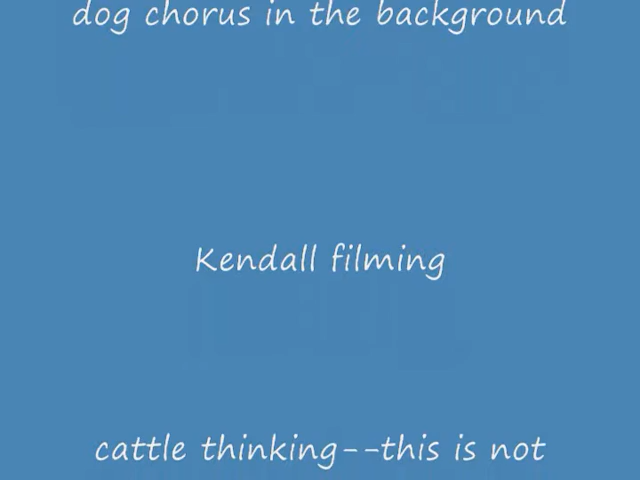 dog chorus in the background
Kendall filming
cattle thinking--this is not